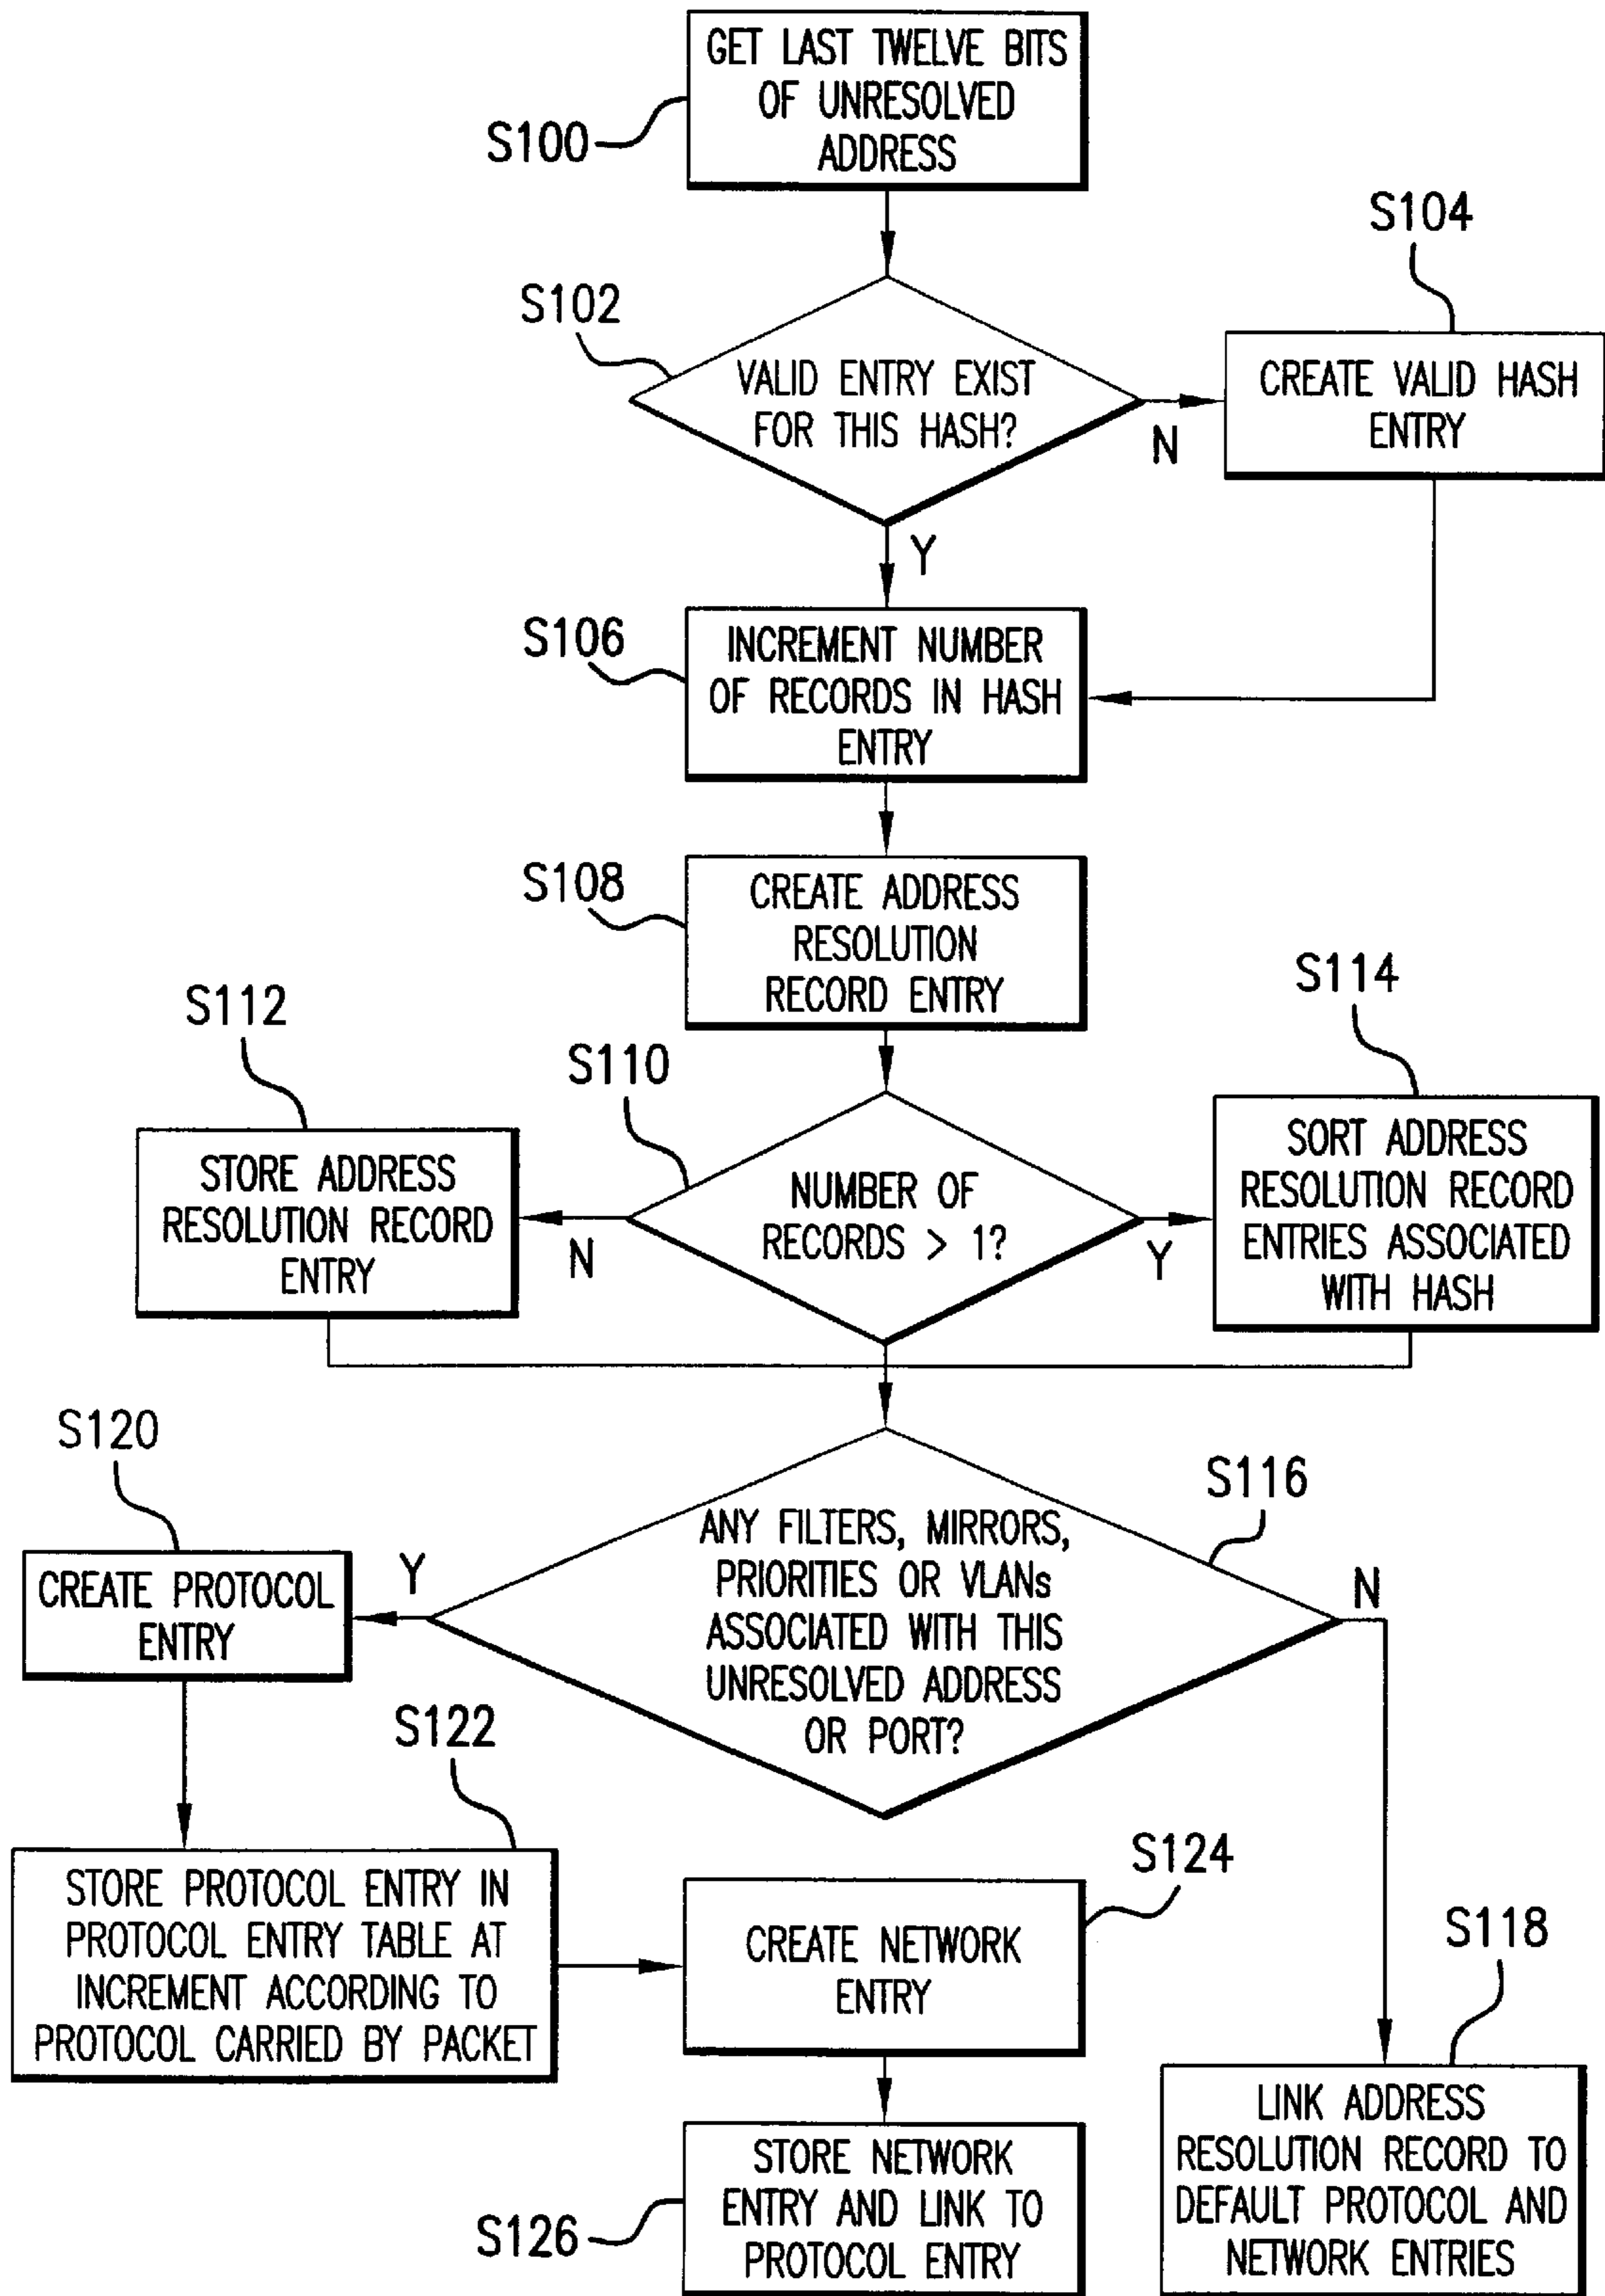 GET LAST TWELVE BITS
OF UNRESOLVED
ADDRESS
S100
S104
S102
VALID ENTRY EXIST
FOR THIS HASH?
N
CREATE VALID HASH
ENTRY
Y
S106
INCREMENT NUMBER
OF RECORDS IN HASH
ENTRY
S108
CREATE ADDRESS
RESOLUTION
RECORD ENTRY
S112
S110
S114
STORE ADDRESS
RESOLUTION RECORD
ENTRY
N
NUMBER OF
RECORDS > 1?
Y
SORT ADDRESS
RESOLUTION RECORD
ENTRIES ASSOCIATED
WITH HASH
S120
S116
CREATE PROTOCOL
ENTRY
Y
ANY FILTERS, MIRRORS,
PRIORITIES OR VLANs
ASSOCIATED WITH THIS
UNRESOLVED ADDRESS
OR PORT?
N
S122
STORE PROTOCOL ENTRY IN
PROTOCOL ENTRY TABLE AT
INCREMENT ACCORDING TO
PROTOCOL CARRIED BY PACKET
S124
CREATE NETWORK
ENTRY
S118
LINK ADDRESS
RESOLUTION RECORD TO
DEFAULT PROTOCOL AND
NETWORK ENTRIES
S126
STORE NETWORK
ENTRY AND LINK TO
PROTOCOL ENTRY